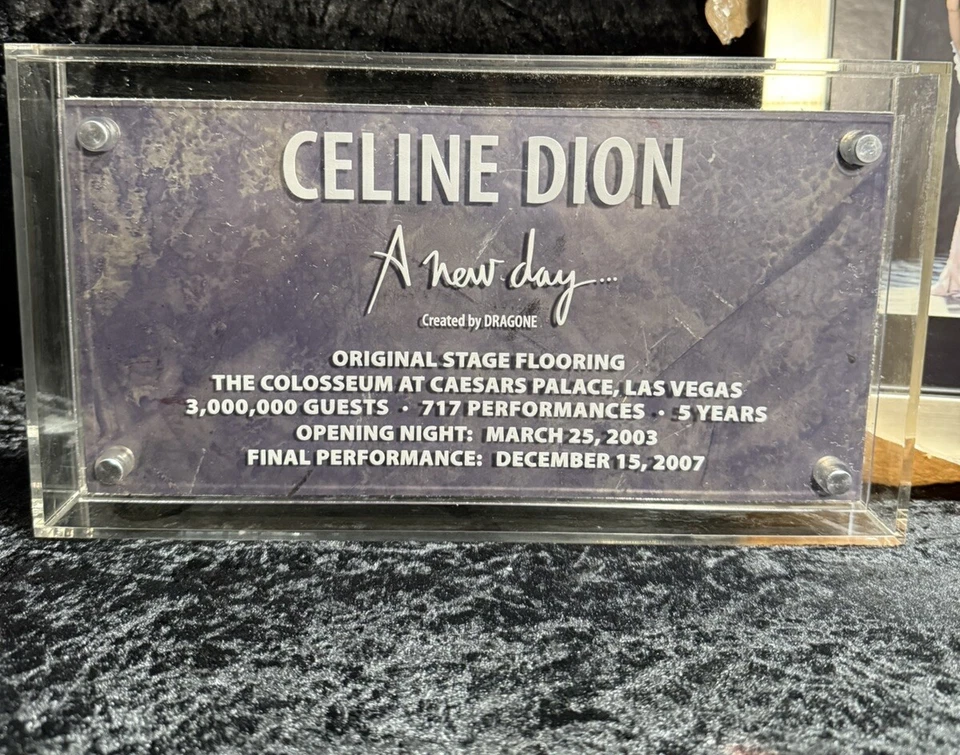 CELINE DION
A new day...
Created by DRAGONE
ORIGINAL STAGE FLOORING
THE COLOSSEUM AT CAESARS PALACE, LAS VEGAS
3,000,000 GUESTS · 717 PERFORMANCES · 5 YEARS
OPENING NIGHT: MARCH 25, 2003
FINAL PERFORMANCE: DECEMBER 15, 2007